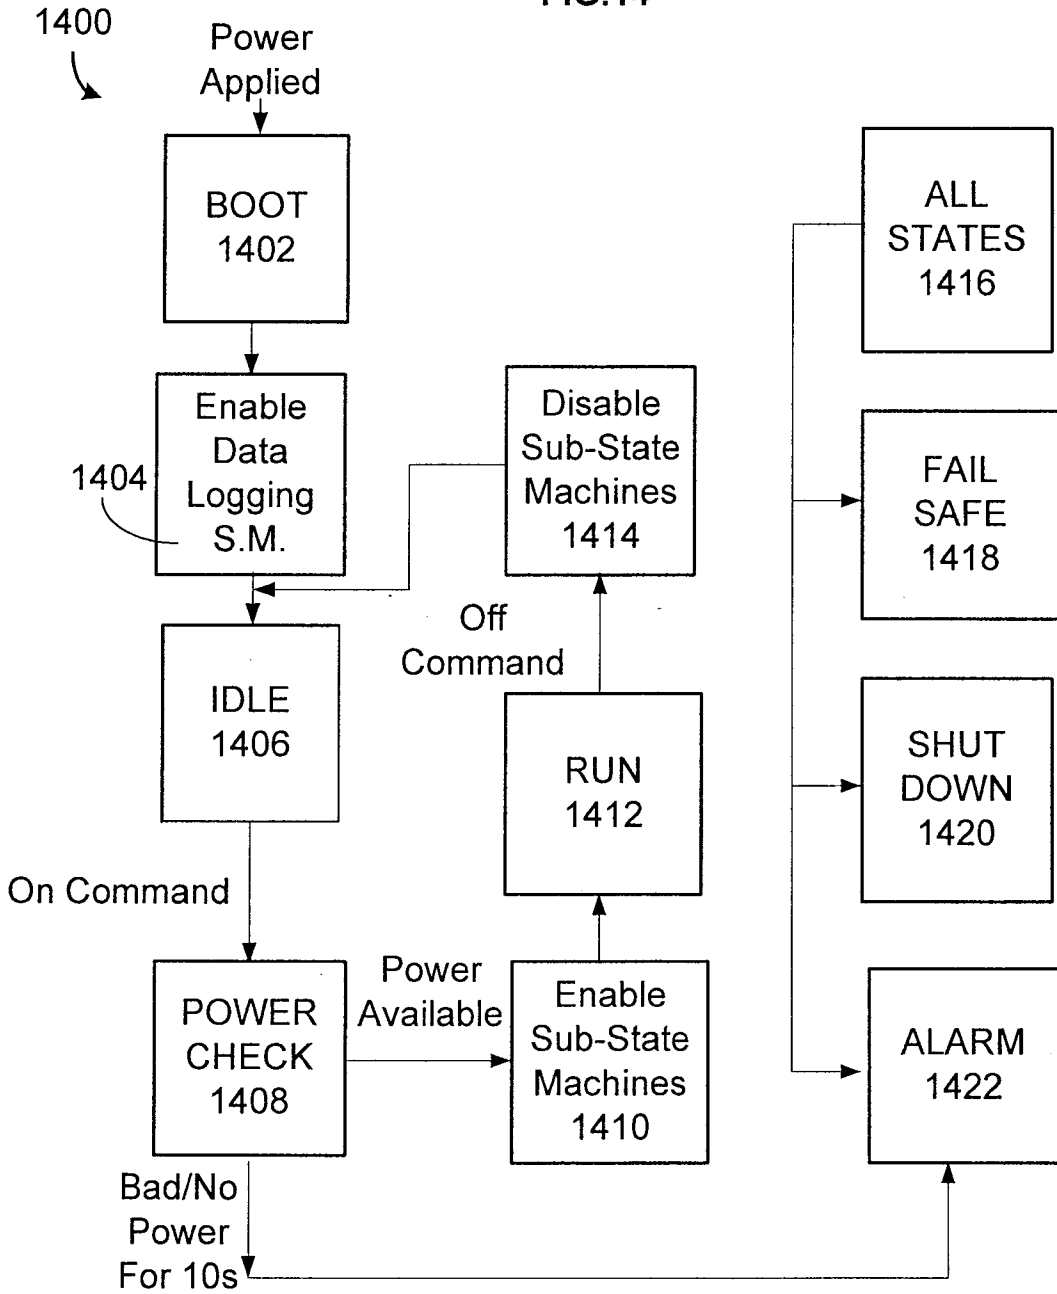 1400
Power
Applied
BOOT
1402
Enable
Data
Logging
S.M.
1404
IDLE
1406
On Command
POWER
CHECK
1408
Power
Available
Bad/No
Power
For 10s
Enable
Sub-State
Machines
1410
RUN
1412
Off
Command
Disable
Sub-State
Machines
1414
ALL
STATES
1416
FAIL
SAFE
1418
SHUT
DOWN
1420
ALARM
1422